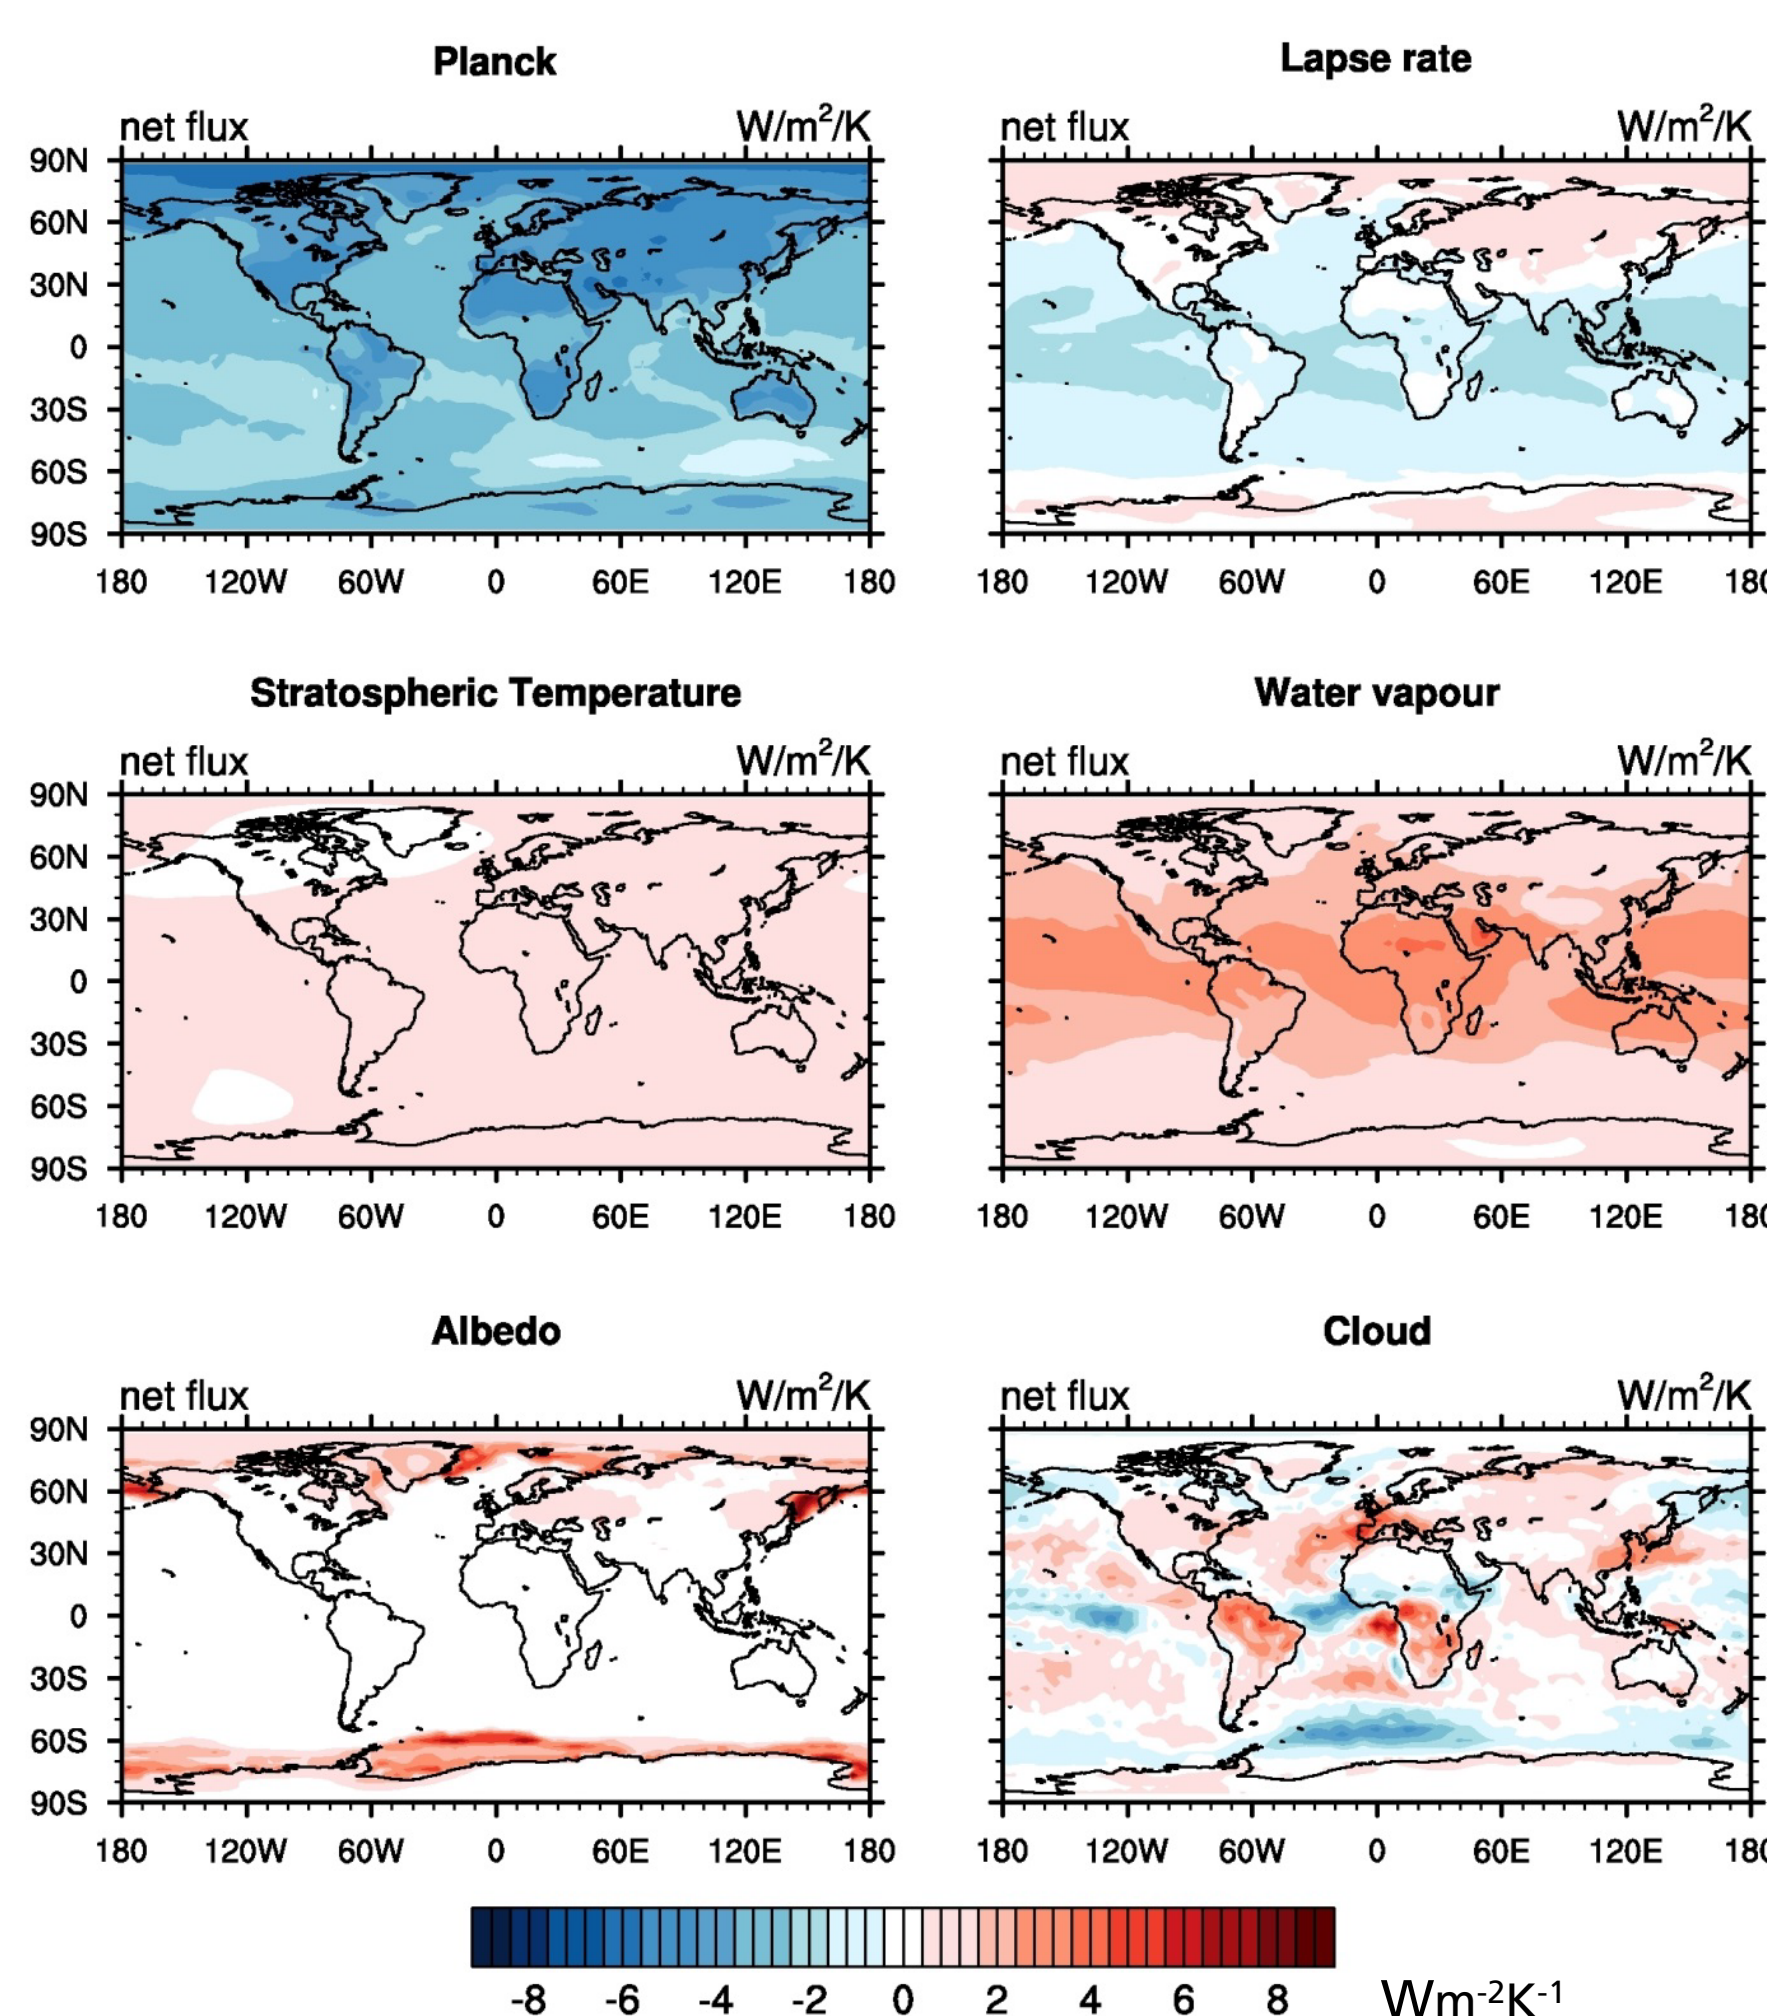 Planck
Lapse rate
net flux W/m²/K
net flux W/m²/K
90N
60N
30N
0
30S
60S
90S
180 120W 60W 0 60E 120E 180
180 120W 60W 0 60E 120E 180
Stratospheric Temperature
Water vapour
net flux W/m²/K
net flux W/m²/K
90N
60N
30N
0
30S
60S
90S
180 120W 60W 0 60E 120E 180
180 120W 60W 0 60E 120E 180
Albedo
Cloud
net flux W/m²/K
net flux W/m²/K
90N
60N
30N
0
30S
60S
90S
180 120W 60W 0 60E 120E 180
180 120W 60W 0 60E 120E 180
-8 -6 -4 -2 0 2 4 6 8 Wm-2K-1